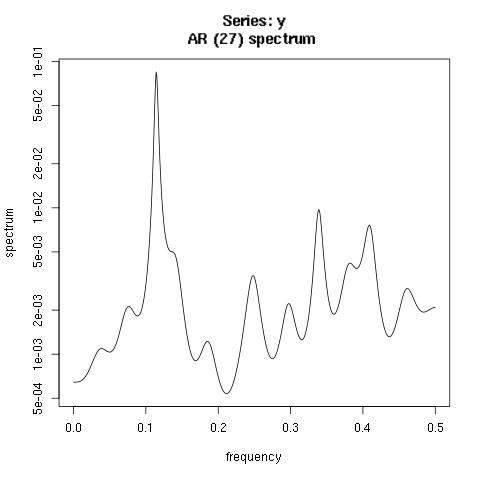 Series: y
AR (27) spectrum
1e-01
5e-02
2e-02
1e-02
5e-03
2e-03
1e-03
5e-04
spectrum
0.0 0.1 0.2 0.3 0.4 0.5
frequency